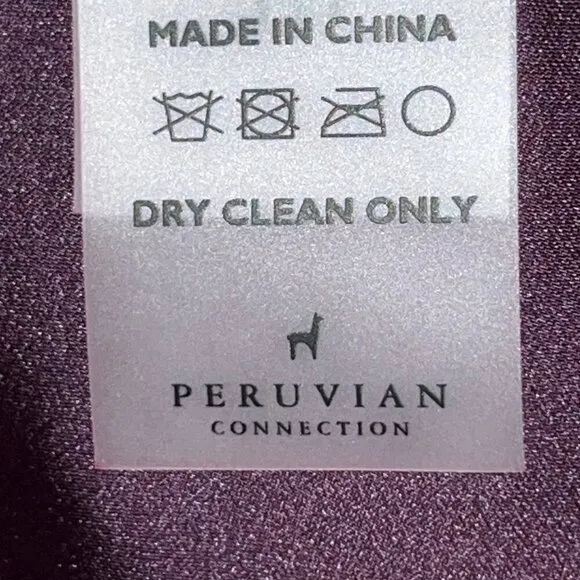 MADE IN CHINA
DRY CLEAN ONLY
PERUVIAN
CONNECTION